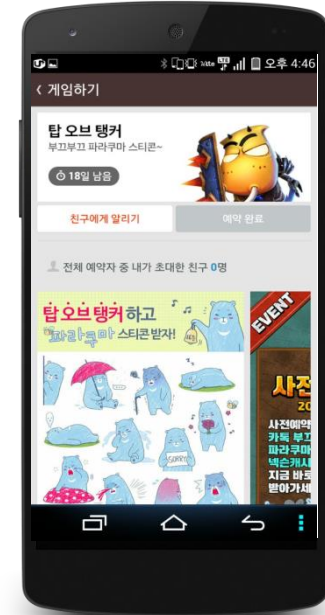 오후 4:46
< 게임하기
탑 오브 탱커
부끄부끄 파라쿠마 스티콘~
18일 남음
친구에게 알리기
예약 완료
전체 예약자 중 내가 초대한 친구 0명
탑 오브 탱커하고
파라쿠마 스티콘 받자!
SORRY
EVENT
사전
20
사전예약
카톡 부끄
파라쿠마
넥슨캐시
지금 바로
받아가세